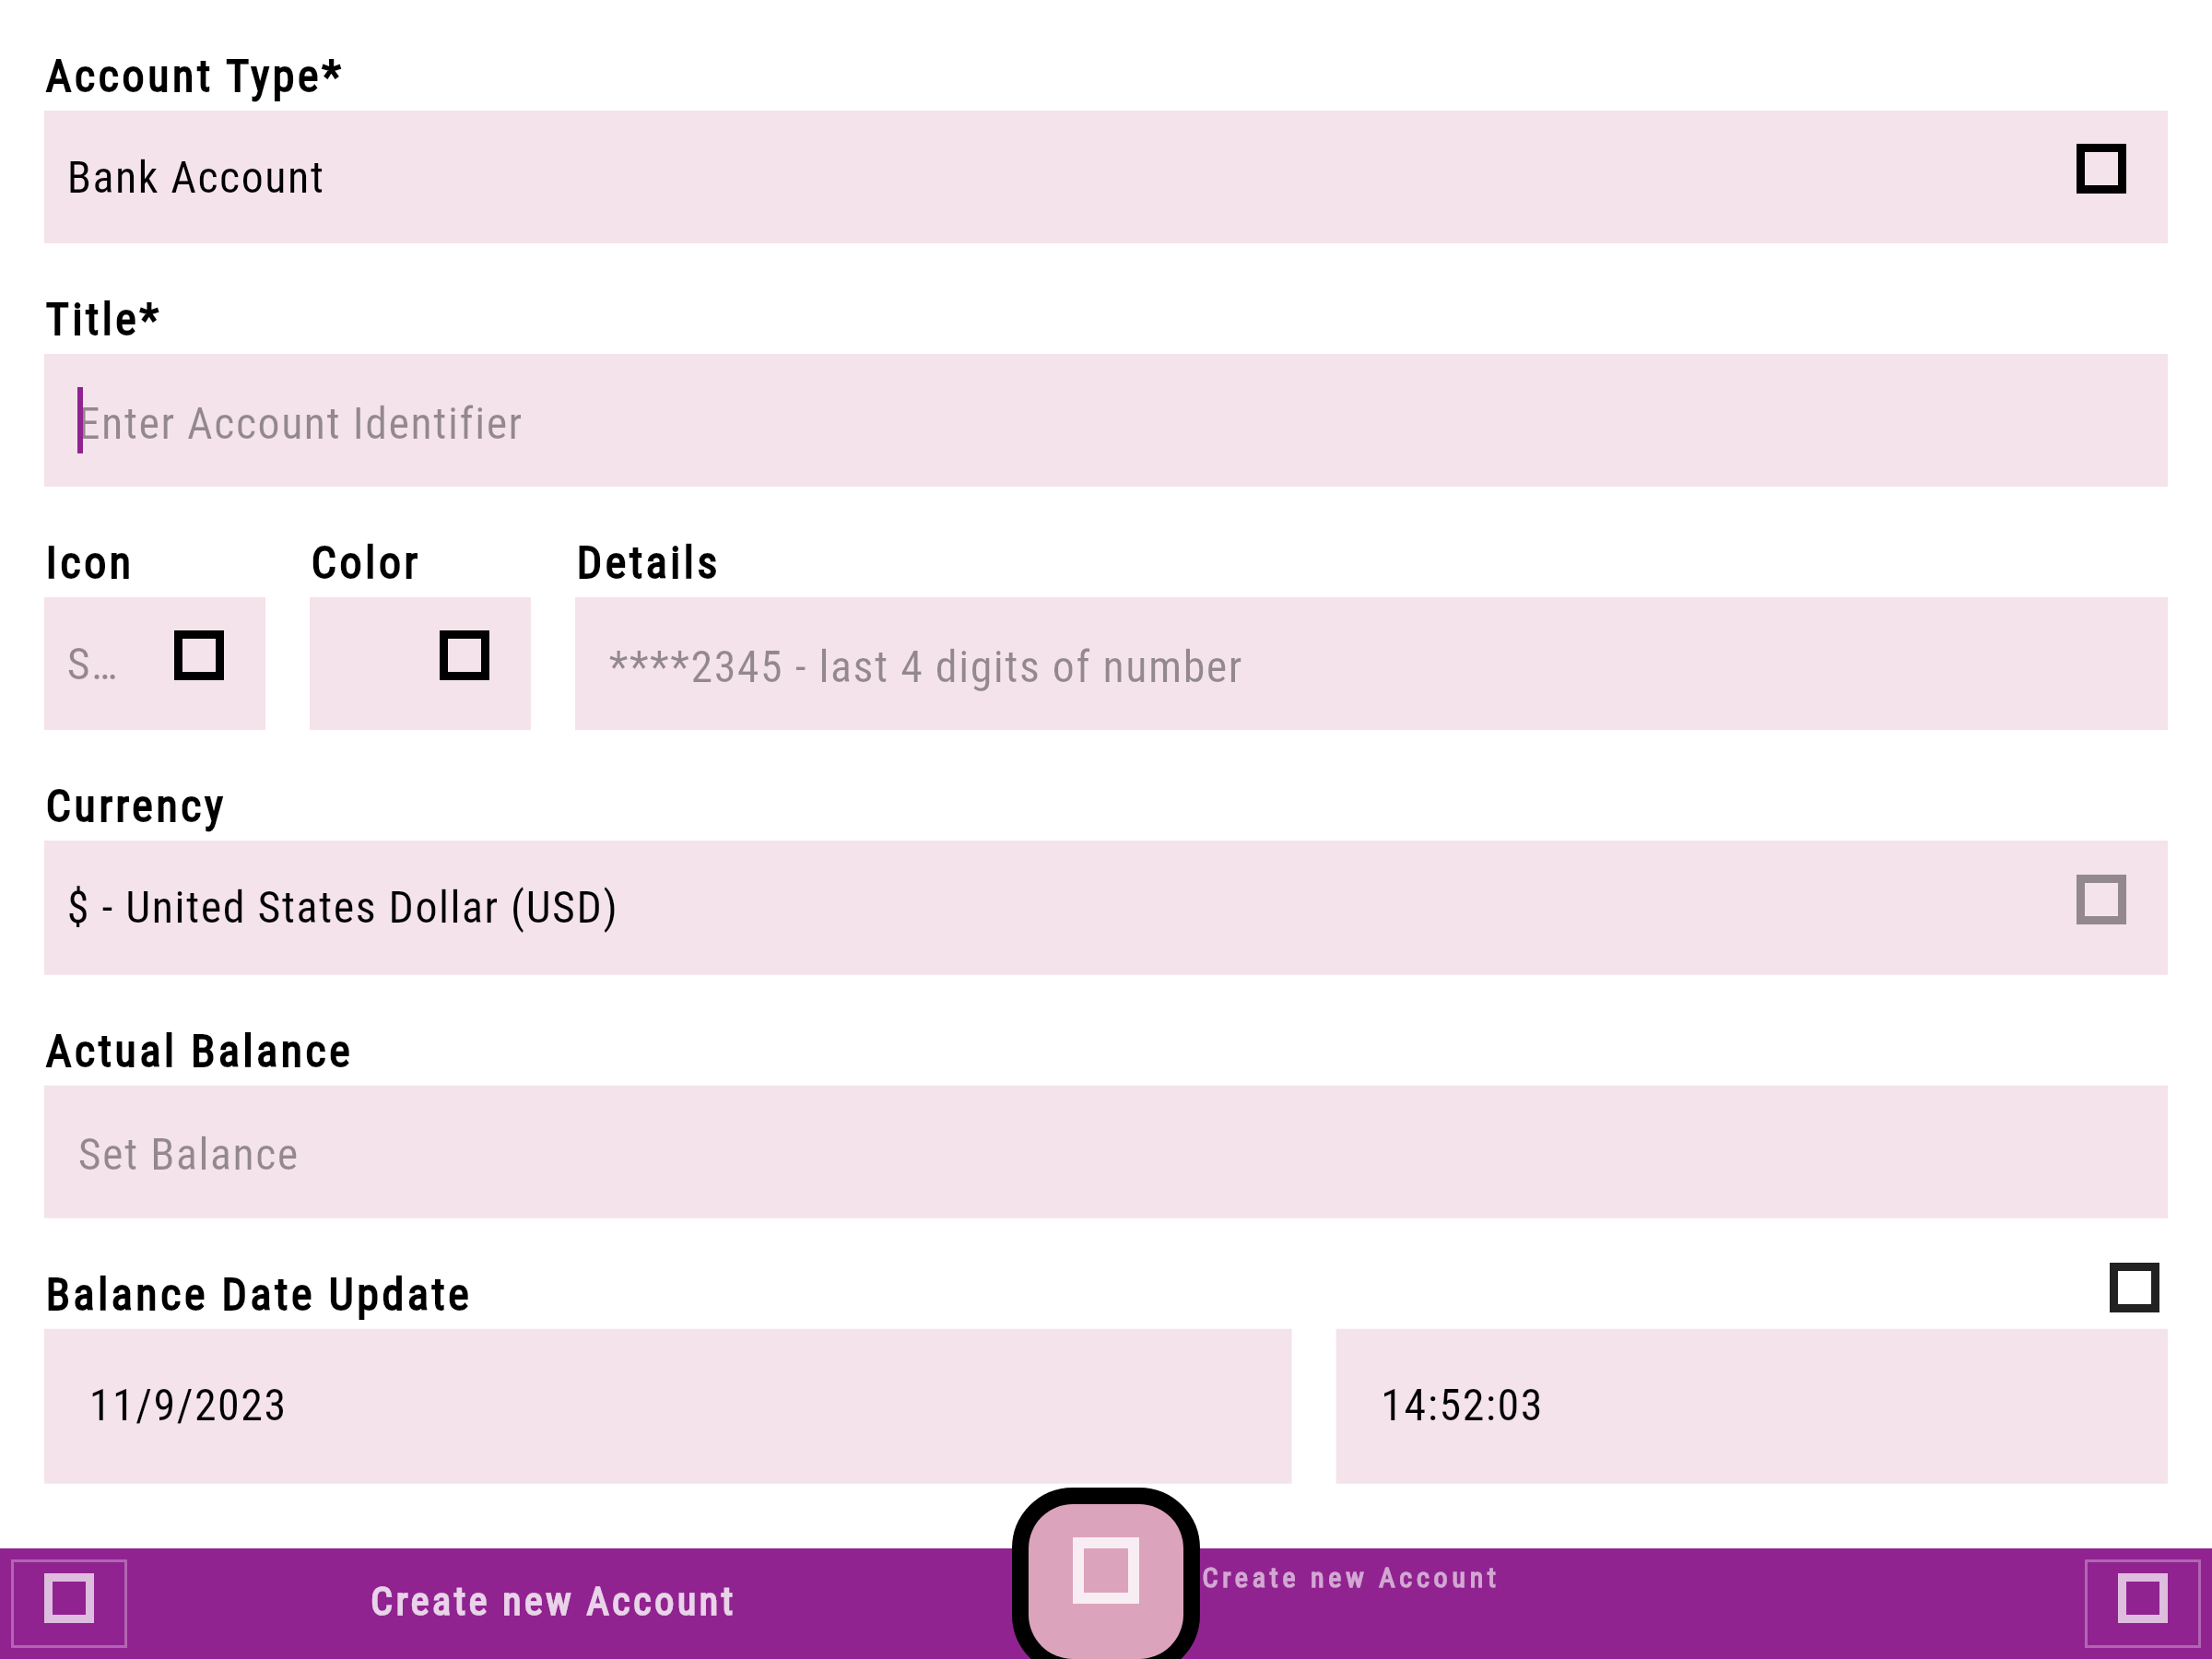 Account Type*
Bank Account
Title*
Enter Account Identifier
Icon Color Details
S… ****2345 - last 4 digits of number
Currency
$ - United States Dollar (USD)
Actual Balance
Set Balance
Balance Date Update
11/9/2023 14:52:03
Create new Account Create new Account